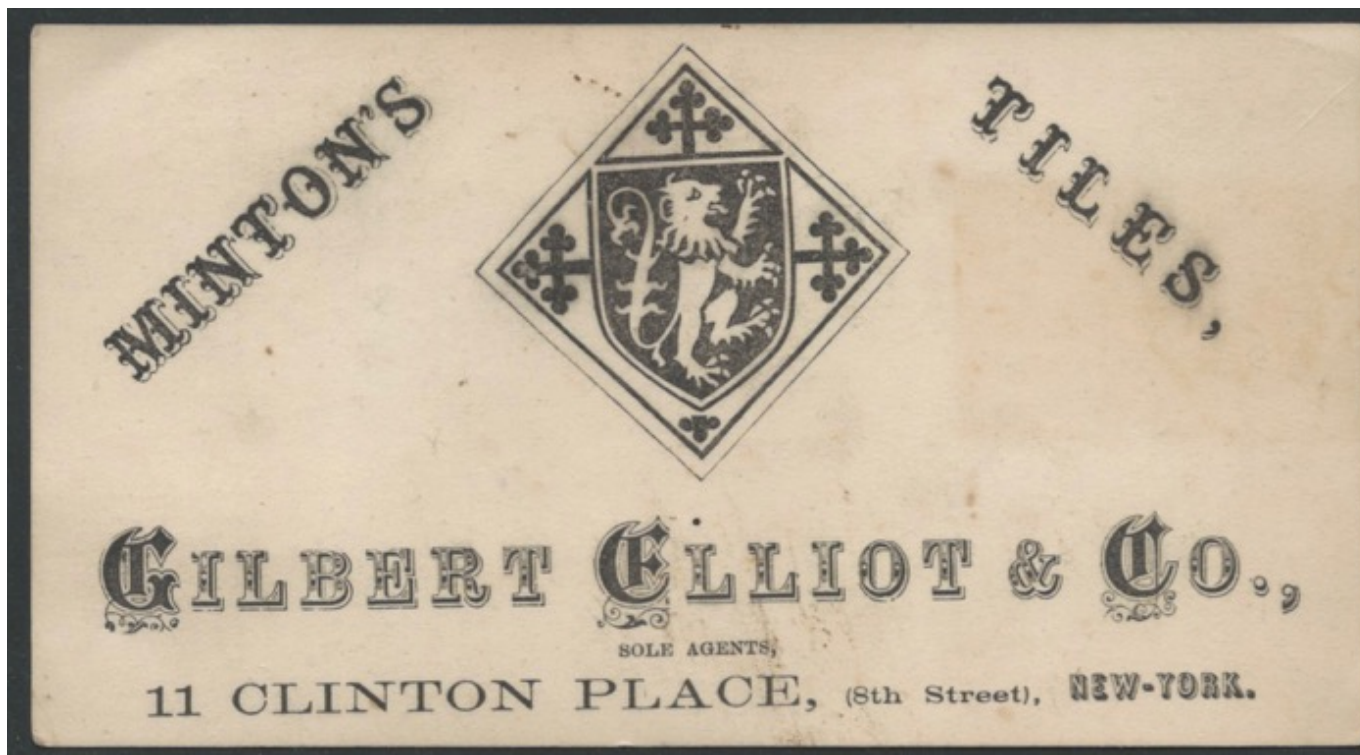 MINTON'S TILES,
GILBERT ELLIOT & CO.,
SOLE AGENTS,
11 CLINTON PLACE, (8th Street), NEW-YORK.